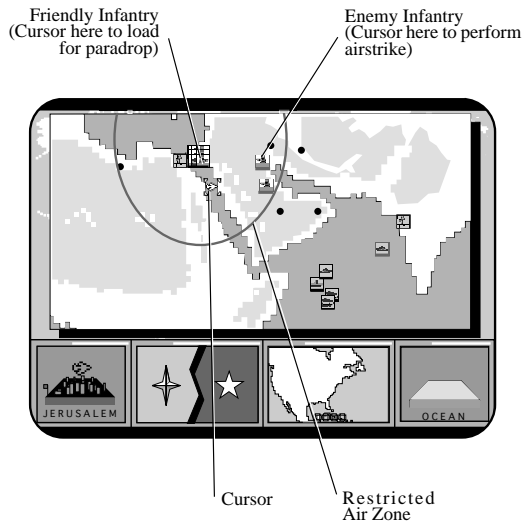 Friendly Infantry
(Cursor here to load
for paradrop)
Enemy Infantry
(Cursor here to perform
airstrike)
JERUSALEM
OCEAN
Cursor
Restricted
Air Zone